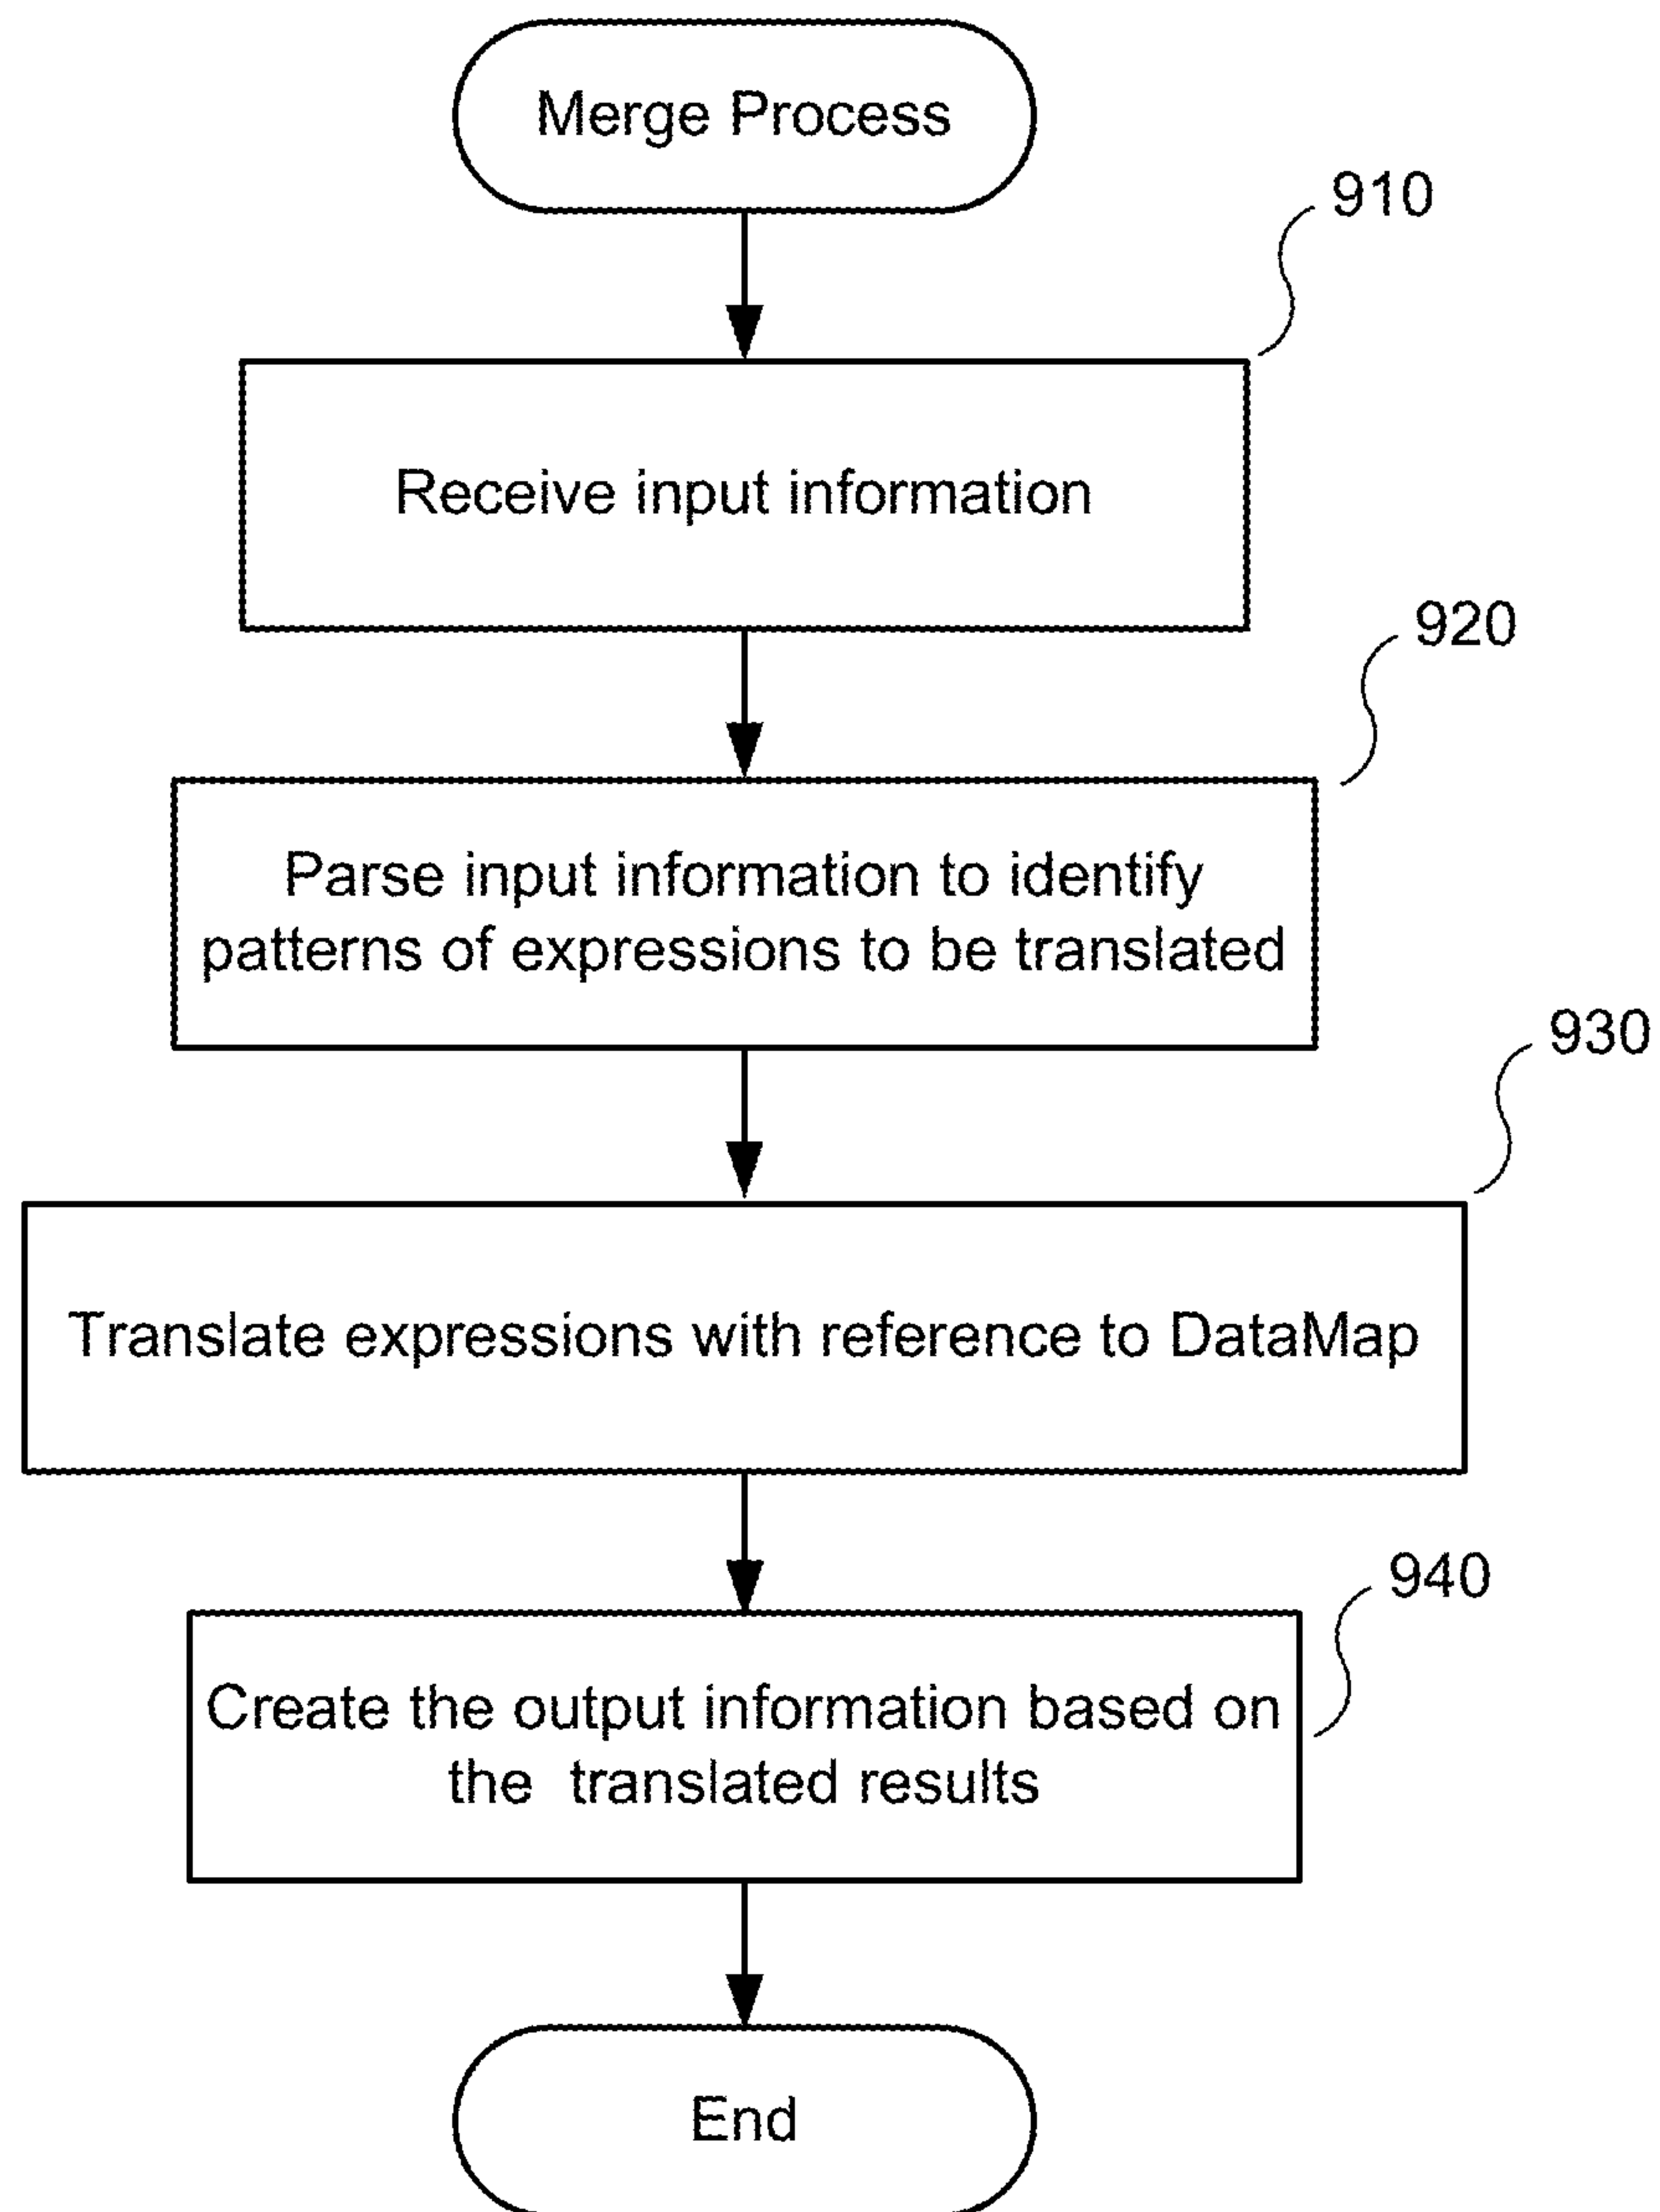 Merge Process
910
Receive input information
920
Parse input information to identify
patterns of expressions to be translated
930
Translate expressions with reference to DataMap
940
Create the output information based on
the  translated results
End